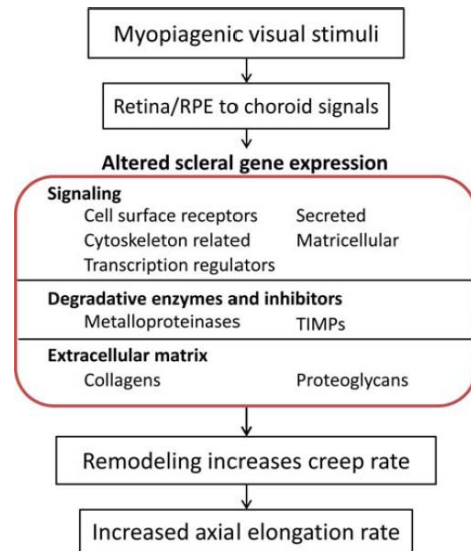 Myopiagenic visual stimuli
Retina/RPE to choroid signals
Altered scleral gene expression
Signaling
Cell surface receptors Secreted
Cytoskeleton related Matricellular
Transcription regulators
Degradative enzymes and inhibitors
Metalloproteinases TIMPs
Extracellular matrix
Collagens Proteoglycans
Remodeling increases creep rate
Increased axial elongation rate